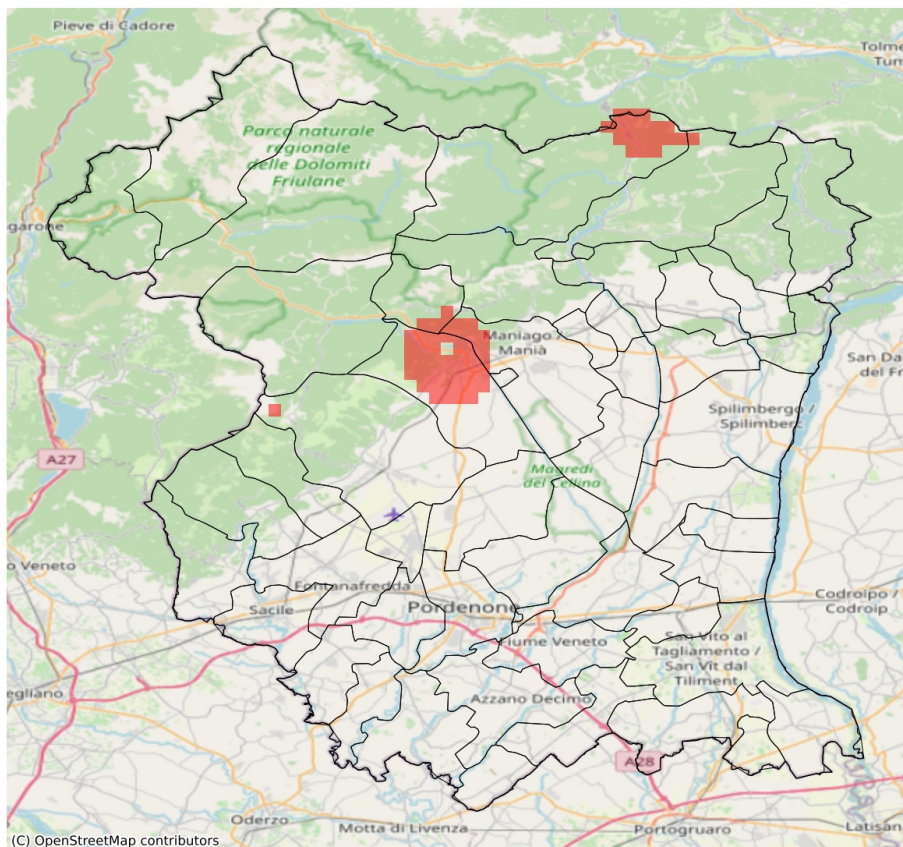 Pieve di Cadore
Tolme
Tum
Parco naturale
regionale
delle Dolomiti
Friulane
garone
Maniago /
Manià
San Da
del Fr
Spilimbergo /
Spilimberc
A27
Magredi
del Cellina
o Veneto
Fontanafredda
Sacile
Pordenone
Codroipo /
Codroip
Fiume Veneto
San Vito al
Tagliamento /
San Vit dal
Tiliment
egliano
Azzano Decimo
A28
Oderzo
Motta di Livenza
Portogruaro
Latisan
(C) OpenStreetMap contributors